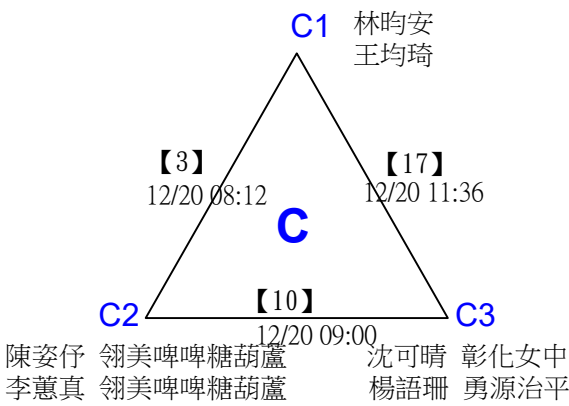 C1 林昀安
王均琦
【3】 【17】
12/20 08:12 12/20 11:36
C
【10】
C2 C3
12/20 09:00
陳姿伃 翎美啤啤糖葫蘆 沈可晴 彰化女中
李蕙真 翎美啤啤糖葫蘆 楊語珊 勇源治平